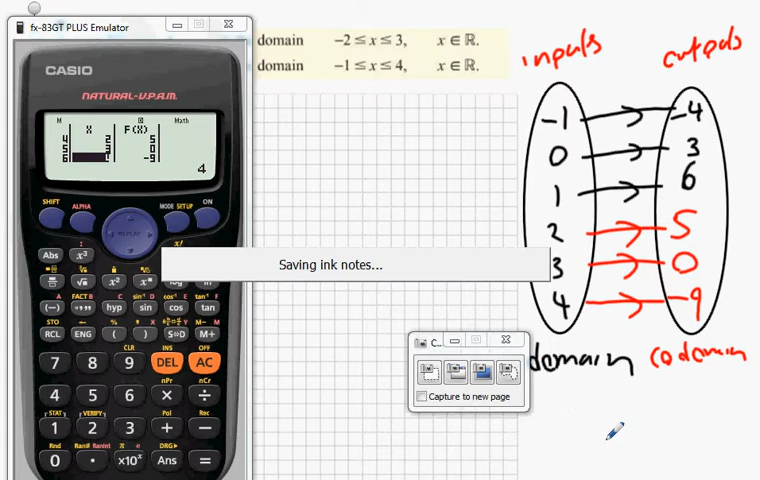 fx-83GT PLUS Emulator
CASIO
NATURAL-V.P.A.M.
M D Math
X F(X)
4 2 5
5 3 0
6 -9
4
SHIFT ALPHA MODE SETUP ON
REPLAY
Abs x³ x! log ln
x² 
FACT hyp sin⁻¹ cos⁻¹ tan⁻¹
(−) °'" hyp sin cos tan
STO M− M
RCL ENG ( ) S⇔D M+
CLR INS OFF
7 8 9 DEL AC
nPr nCr
4 5 6 × ÷
STAT VERIFY Pol Rec
1 2 3 + −
Rnd Ran# RanInt π e DRG▸
0 • ×10ˣ Ans =
domain −2 ≤ x ≤ 3, x ∈ ℝ.
domain −1 ≤ x ≤ 4, x ∈ ℝ.
Saving ink notes...
C...
Capture to new page
inputs outputs
−1 −4
0 3
1 6
2 5
3 0
4 −9
domain codomain